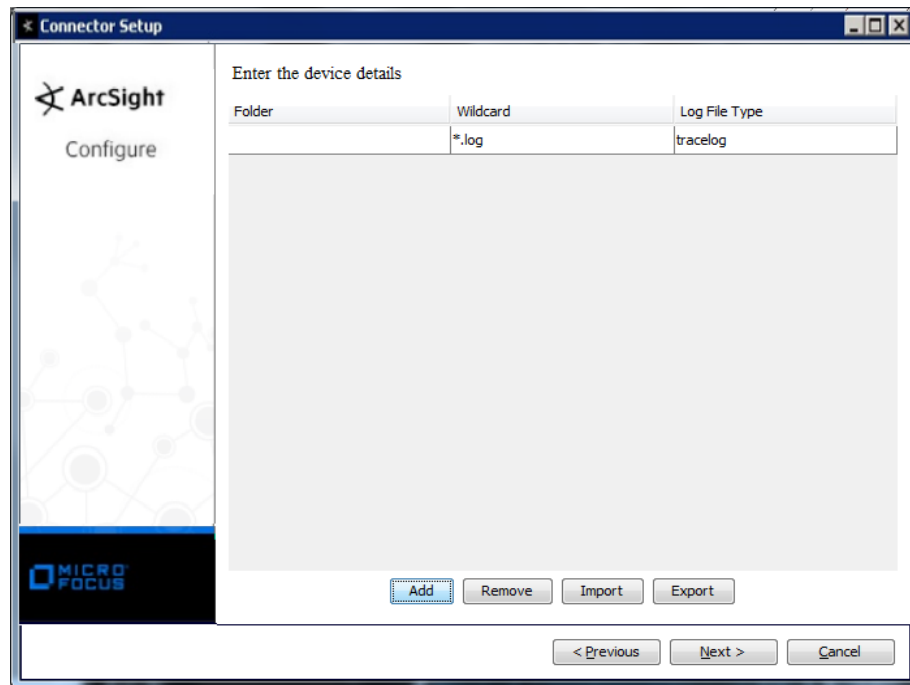 Connector Setup
ArcSight
Configure
Enter the device details
Folder Wildcard Log File Type
*.log tracelog
MICRO
FOCUS
Add Remove Import Export
< Previous Next > Cancel